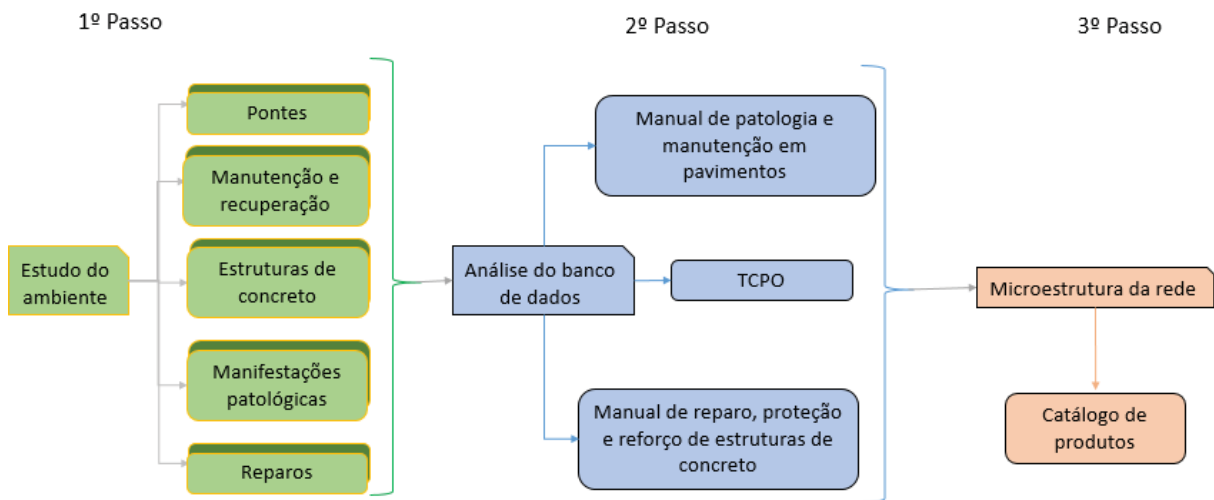 1º Passo
2º Passo
3º Passo
Estudo do
ambiente
Pontes
Manutenção e
recuperação
Estruturas de
concreto
Manifestações
patológicas
Reparos
Análise do banco
de dados
Manual de patologia e
manutenção em
pavimentos
TCPO
Manual de reparo, proteção
e reforço de estruturas de
concreto
Microestrutura da rede
Catálogo de
produtos